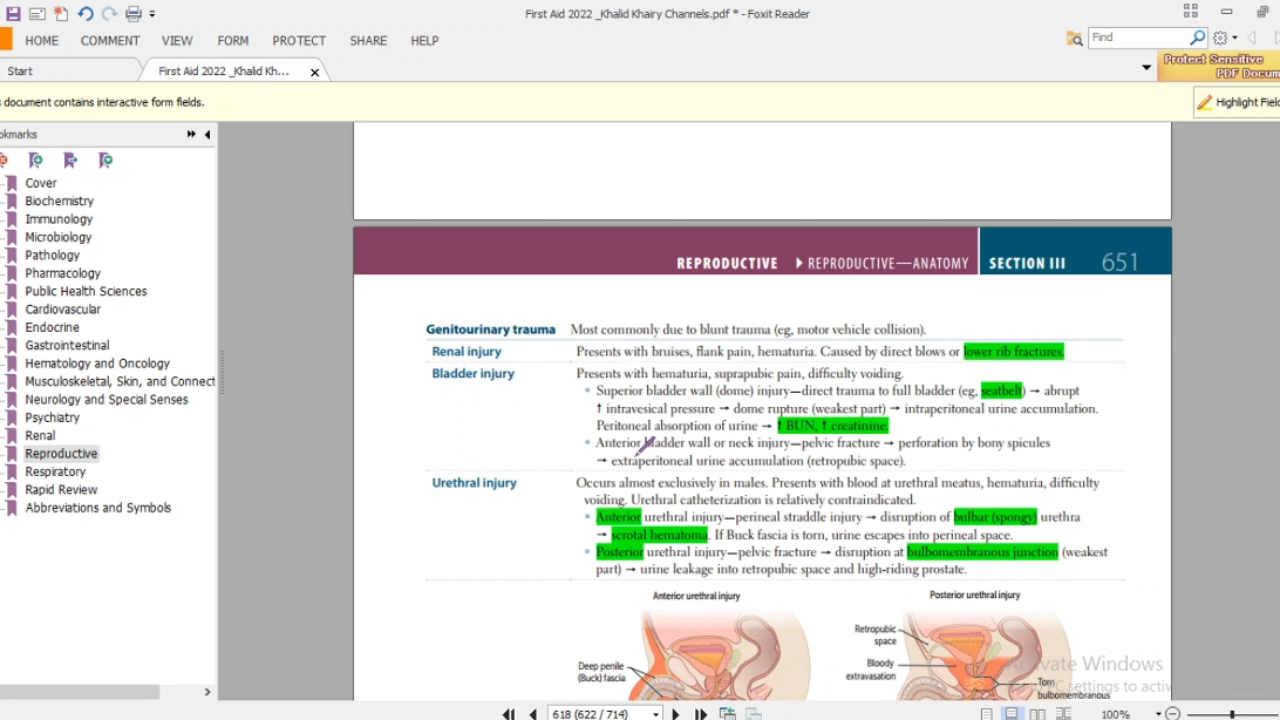 First Aid 2022 _Khalid Khairy Channels.pdf * - Foxit Reader
HOME COMMENT VIEW FORM PROTECT SHARE HELP
Find
Start
First Aid 2022 _Khalid Kh...
Protect Sensitive
PDF Docum
s document contains interactive form fields.
Highlight Field
okmarks
Cover
Biochemistry
Immunology
Microbiology
Pathology
Pharmacology
Public Health Sciences
Cardiovascular
Endocrine
Gastrointestinal
Hematology and Oncology
Musculoskeletal, Skin, and Connect
Neurology and Special Senses
Psychiatry
Renal
Reproductive
Respiratory
Rapid Review
Abbreviations and Symbols
REPRODUCTIVE ▶ REPRODUCTIVE—ANATOMY SECTION III 651
Genitourinary trauma Most commonly due to blunt trauma (eg, motor vehicle collision).
Renal injury Presents with bruises, flank pain, hematuria. Caused by direct blows or lower rib fractures.
Bladder injury Presents with hematuria, suprapubic pain, difficulty voiding.
▪ Superior bladder wall (dome) injury—direct trauma to full bladder (eg, seatbelt) → abrupt
↑ intravesical pressure → dome rupture (weakest part) → intraperitoneal urine accumulation.
Peritoneal absorption of urine → ↑ BUN, ↑ creatinine.
▪ Anterior bladder wall or neck injury—pelvic fracture → perforation by bony spicules
→ extraperitoneal urine accumulation (retropubic space).
Urethral injury Occurs almost exclusively in males. Presents with blood at urethral meatus, hematuria, difficulty
voiding. Urethral catheterization is relatively contraindicated.
▪ Anterior urethral injury—perineal straddle injury → disruption of bulbar (spongy) urethra
→ scrotal hematoma. If Buck fascia is torn, urine escapes into perineal space.
▪ Posterior urethral injury—pelvic fracture → disruption at bulbomembranous junction (weakest
part) → urine leakage into retropubic space and high-riding prostate.
Anterior urethral injury
Posterior urethral injury
Deep penile
(Buck) fascia
Retropubic
space
Bloody
extravasation
Torn
bulbomembranous
618 (622 / 714)
100%